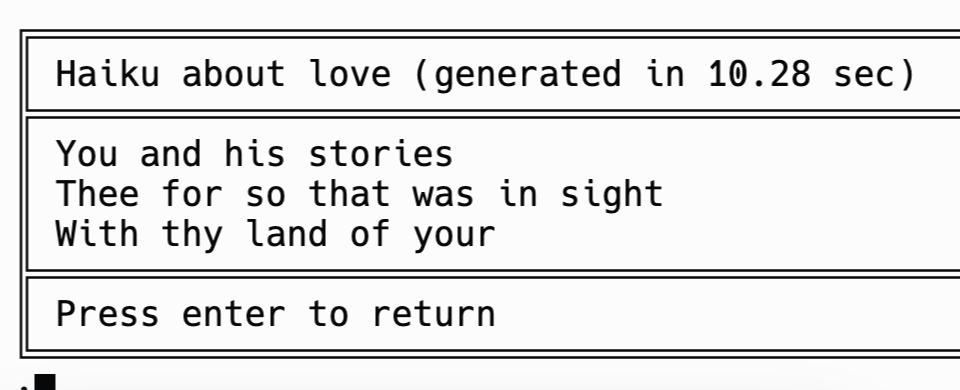 Haiku about love (generated in 10.28 sec)
You and his stories
Thee for so that was in sight
With thy land of your
Press enter to return